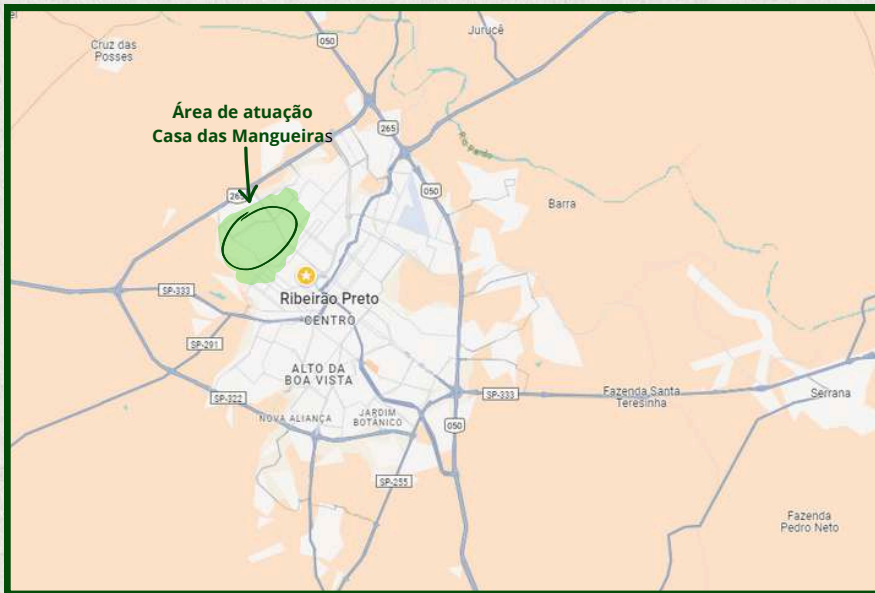 050
Jurucê
Cruz das
Posses
Área de atuação
Casa das Mangueiras
265
Rio Pardo
265
050
Barra
SP-333
Ribeirão Preto
CENTRO
SP-291
ALTO DA
BOA VISTA
SP-322
SP-333
Fazenda Santa
Teresinha
Serrana
NOVA ALIANÇA
JARDIM
BOTÂNICO
050
SP-255
Fazenda
Pedro Neto